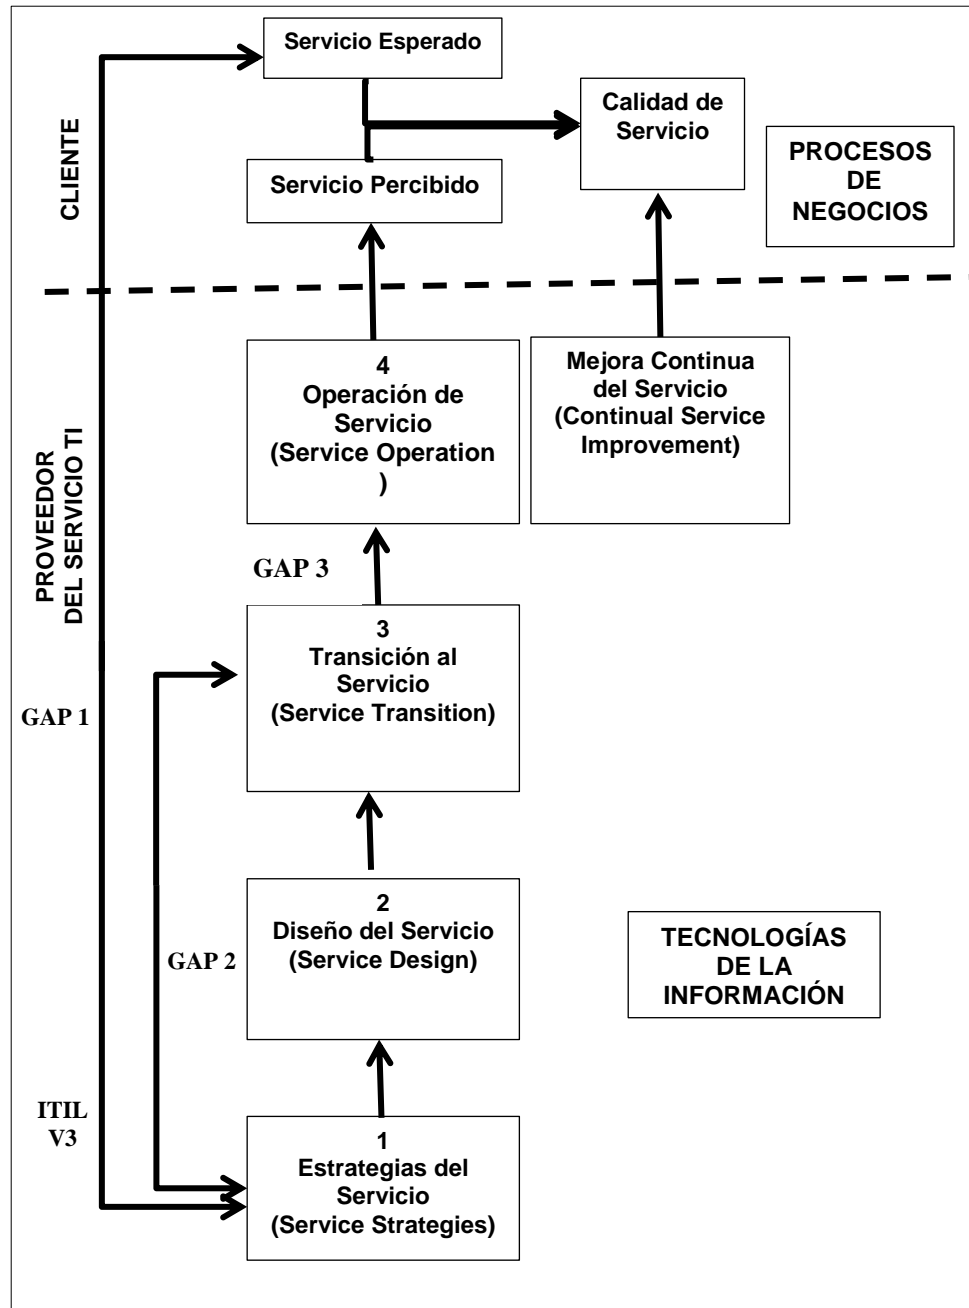 Servicio Esperado
Calidad de
Servicio
CLIENTE
PROCESOS
DE
NEGOCIOS
Servicio Percibido
4
Operación de
Servicio
(Service Operation
)
Mejora Continua
del Servicio
(Continual Service
Improvement)
PROVEEDOR
DEL SERVICIO TI
GAP 3
3
Transición al
Servicio
(Service Transition)
GAP 1
2
Diseño del Servicio
(Service Design)
GAP 2
TECNOLOGÍAS
DE LA
INFORMACIÓN
ITIL
V3
1
Estrategias del
Servicio
(Service Strategies)